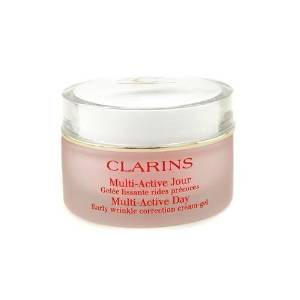 CLARINS
Multi-Active Jour
Gelée lissante rides précoces
Multi-Active Day
Early wrinkle correction cream-gel